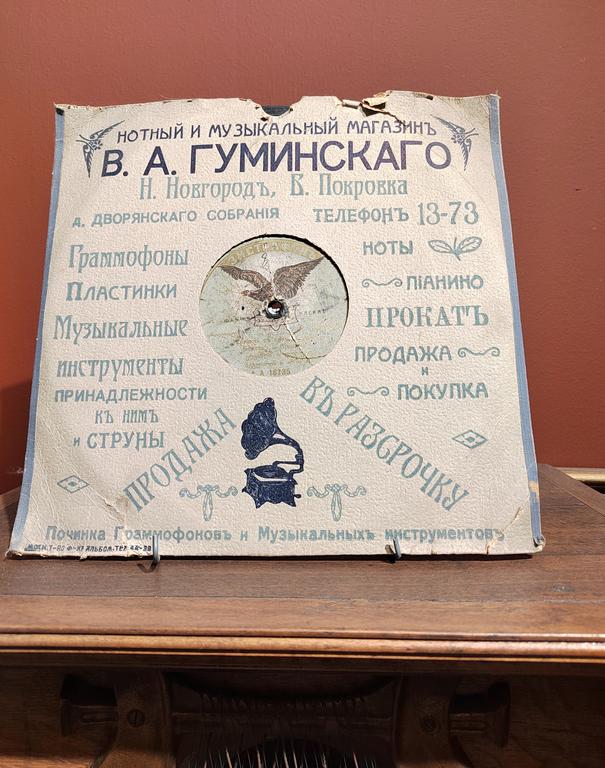 НОТНЫЙ И МУЗЫКАЛЬНЫЙ МАГАЗИНЪ
В. А. ГУМИНСКАГО
Н. Новгородъ, Б. Покровка
Д. ДВОРЯНСКАГО СОБРАНІЯ ТЕЛЕФОНЪ 13-73
Граммофоны
Пластинки
Музыкальные
инструменты
ПРИНАДЛЕЖНОСТИ
КЪ НИМЪ
и СТРУНЫ
НОТЫ
ПІАНИНО
ПРОКАТЪ
ПРОДАЖА
и
ПОКУПКА
ПРОДАЖА
ВЪ РАЗСРОЧКУ
Починка Граммофоновъ и Музыкальныхъ инструментовъ